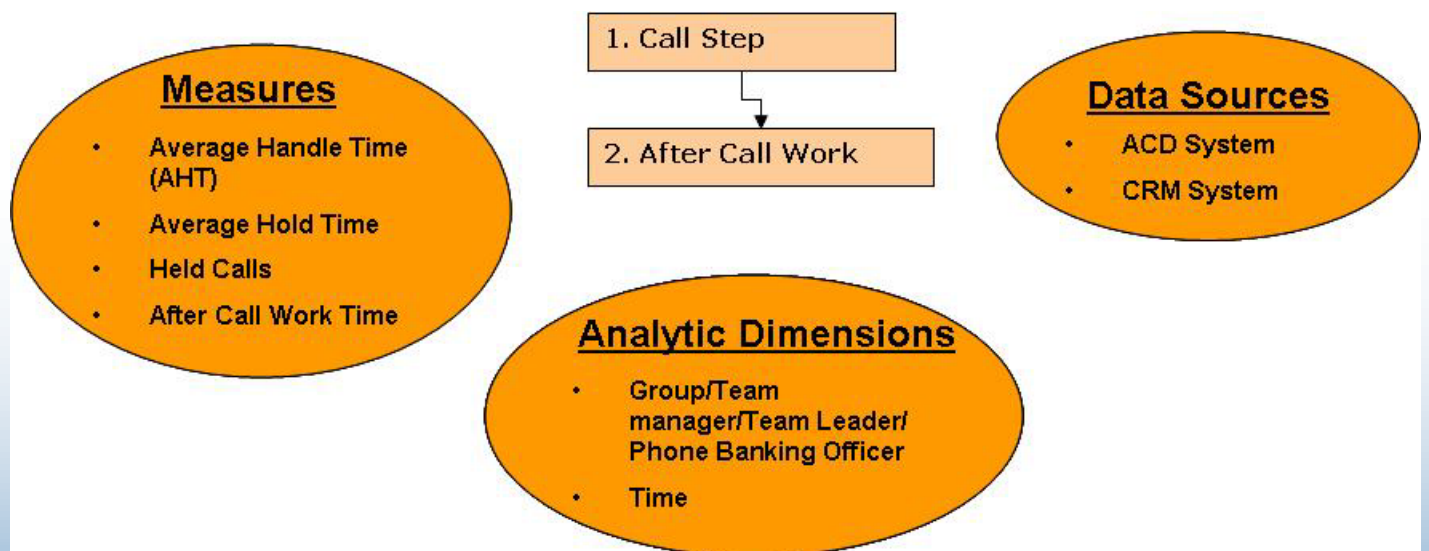 1. Call Step
2. After Call Work
Measures
• Average Handle Time
(AHT)
• Average Hold Time
• Held Calls
• After Call Work Time
Data Sources
• ACD System
• CRM System
Analytic Dimensions
• Group/Team
manager/Team Leader/
Phone Banking Officer
• Time